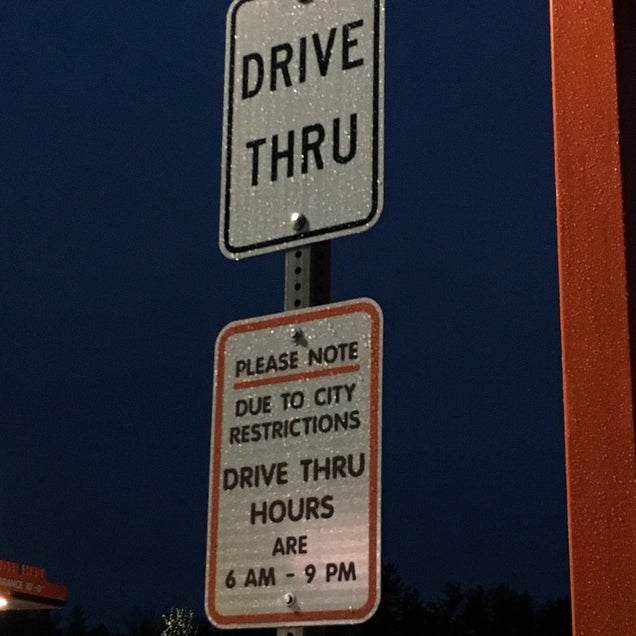 DRIVE
THRU
PLEASE NOTE
DUE TO CITY
RESTRICTIONS
DRIVE THRU
HOURS
ARE
6 AM - 9 PM